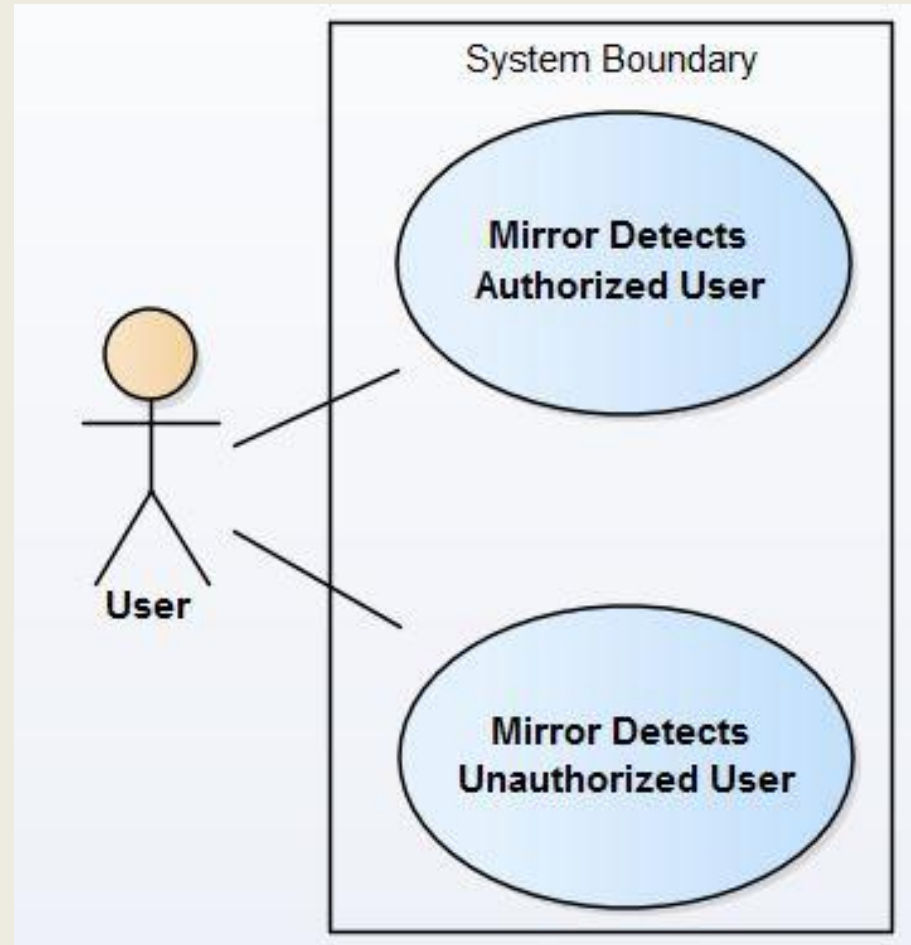 System Boundary
Mirror Detects
Authorized User
User
Mirror Detects
Unauthorized User